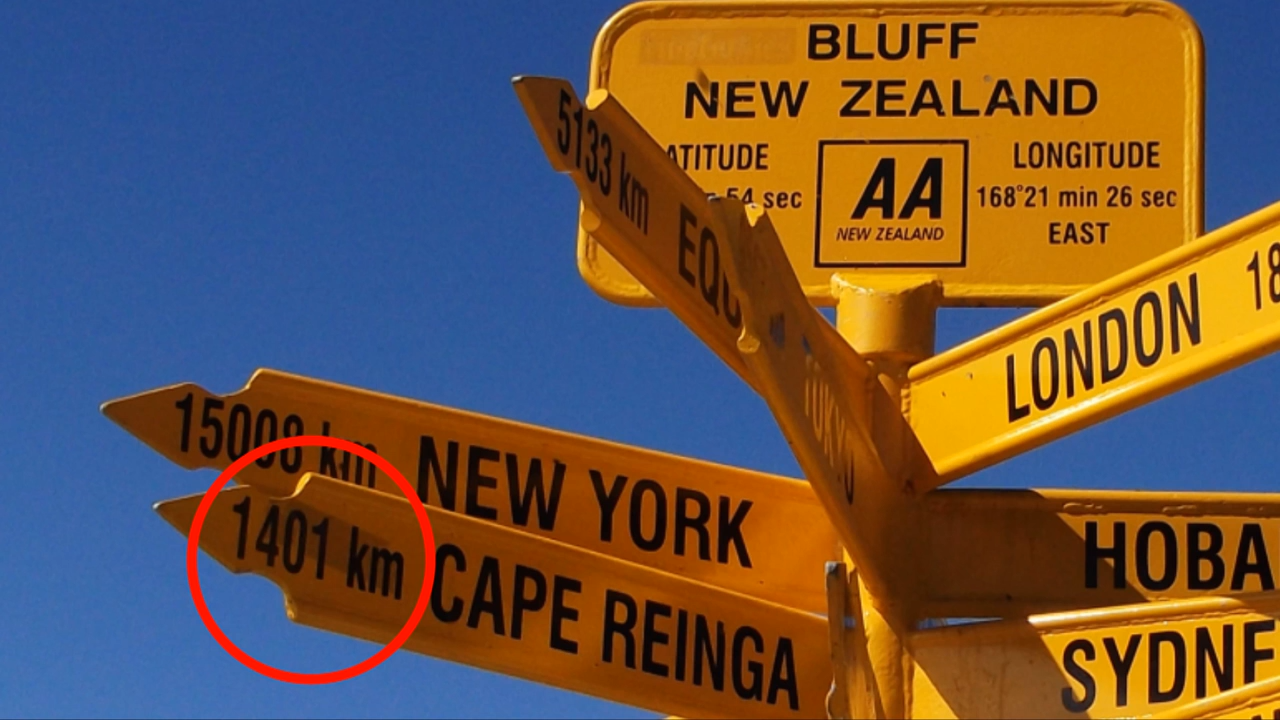 BLUFF
NEW ZEALAND
ATITUDE
54 sec
AA
NEW ZEALAND
LONGITUDE
168°21 min 26 sec
EAST
5133 km EQU
TOKYO
LONDON 18
15008 km NEW YORK
1401 km CAPE REINGA
HOBA
SYDNE